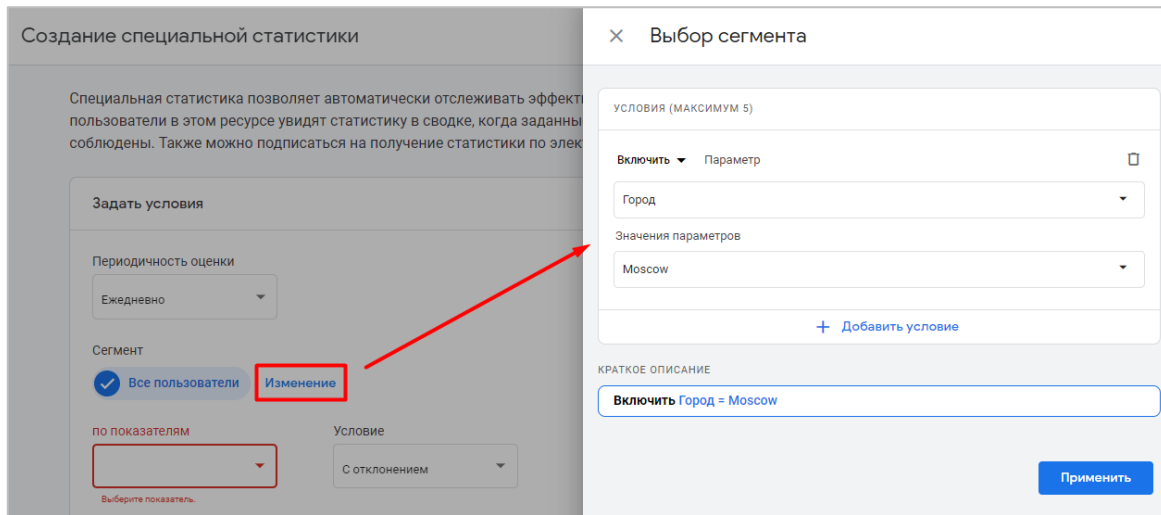 Создание специальной статистики
Специальная статистика позволяет автоматически отслеживать эффекти
пользователи в этом ресурсе увидят статистику в сводке, когда заданны
соблюдены. Также можно подписаться на получение статистики по элек
Задать условия
Периодичность оценки
Ежедневно
Сегмент
Все пользователи Изменение
по показателям Условие
С отклонением
Выберите показатель.
Выбор сегмента
УСЛОВИЯ (МАКСИМУМ 5)
Включить Параметр
Город
Значения параметров
Moscow
+ Добавить условие
КРАТКОЕ ОПИСАНИЕ
Включить Город = Moscow
Применить